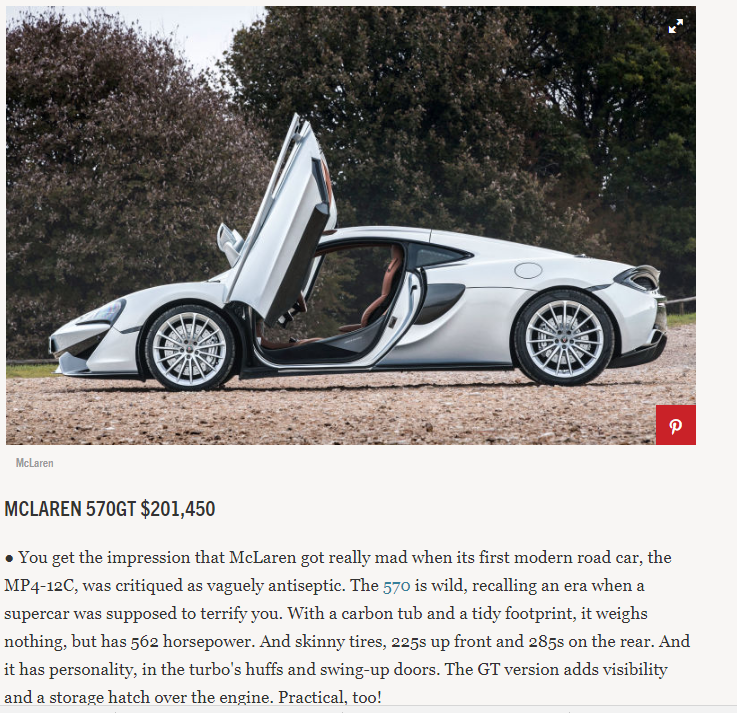 McLaren
MCLAREN 570GT $201,450
● You get the impression that McLaren got really mad when its first modern road car, the
MP4-12C, was critiqued as vaguely antiseptic. The 570 is wild, recalling an era when a
supercar was supposed to terrify you. With a carbon tub and a tidy footprint, it weighs
nothing, but has 562 horsepower. And skinny tires, 225s up front and 285s on the rear. And
it has personality, in the turbo's huffs and swing-up doors. The GT version adds visibility
and a storage hatch over the engine. Practical, too!